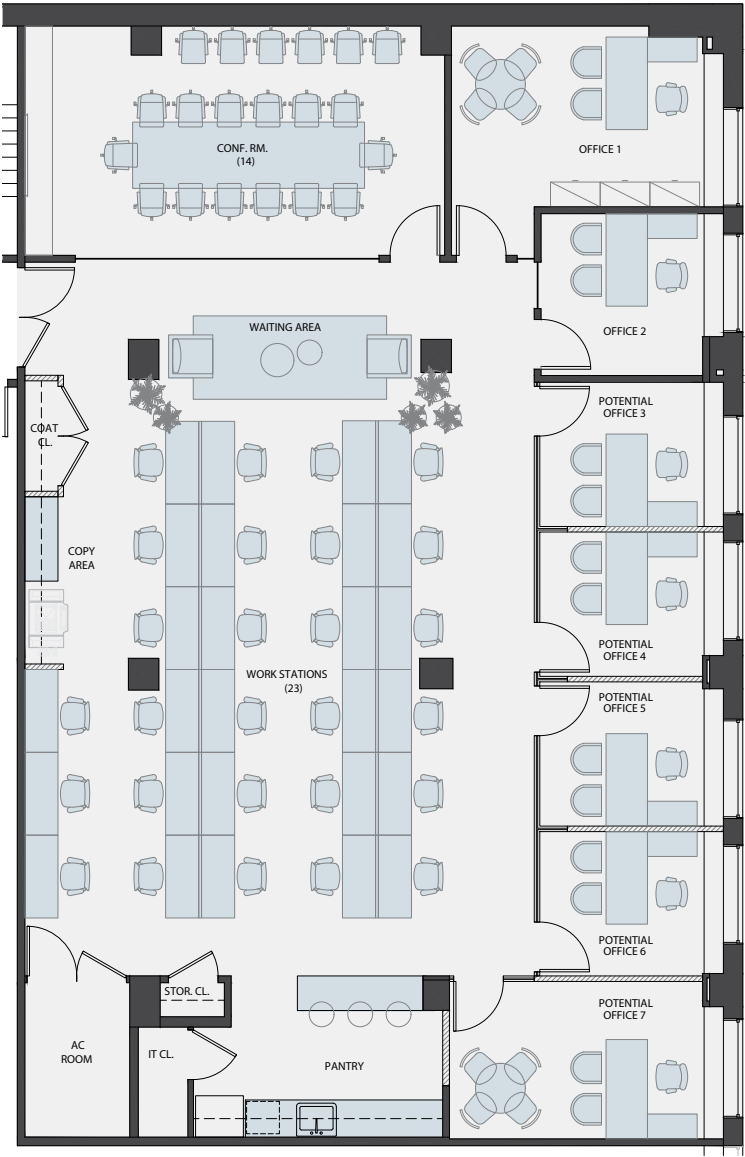 CONF. RM.
(14)
OFFICE 1
WAITING AREA
OFFICE 2
COAT
CL.
POTENTIAL
OFFICE 3
COPY
AREA
POTENTIAL
OFFICE 4
WORK STATIONS
(23)
POTENTIAL
OFFICE 5
POTENTIAL
OFFICE 6
STOR. CL.
POTENTIAL
OFFICE 7
AC
ROOM
IT CL.
PANTRY